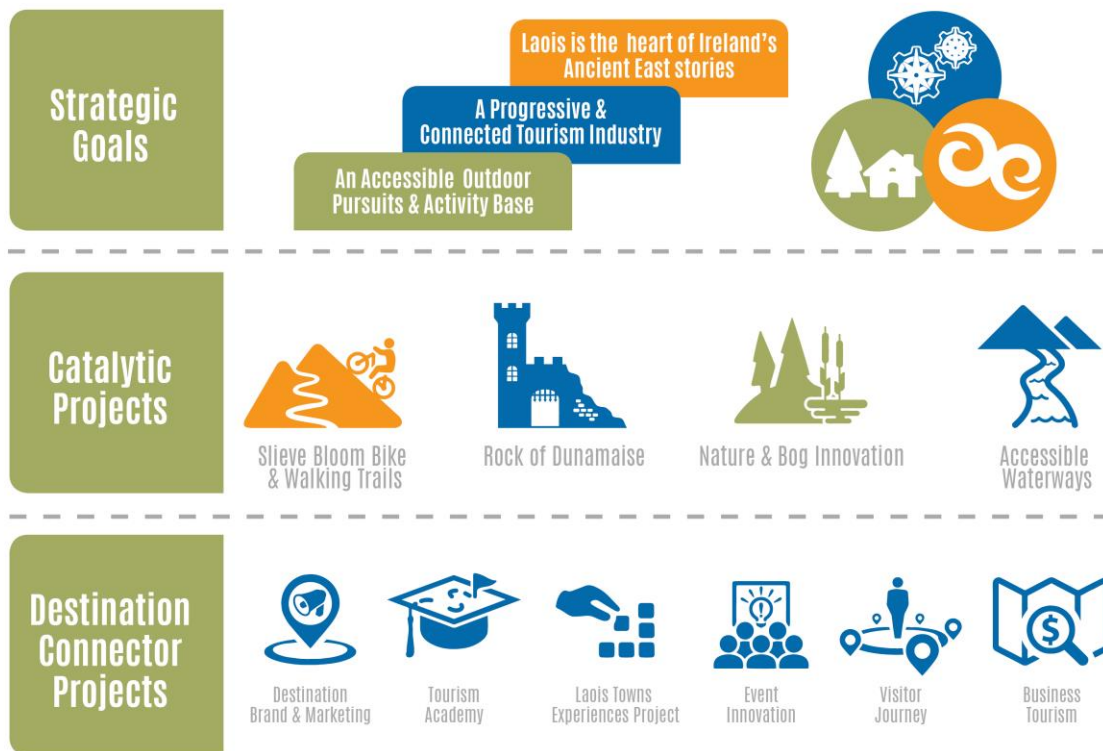 Strategic
Goals
Laois is the heart of Ireland's
Ancient East stories
A Progressive &
Connected Tourism Industry
An Accessible Outdoor
Pursuits & Activity Base
Catalytic
Projects
Slieve Bloom Bike
& Walking Trails
Rock of Dunamaise
Nature & Bog Innovation
Accessible
Waterways
Destination
Connector
Projects
$
Destination
Brand & Marketing
Tourism
Academy
Laois Towns
Experiences Project
Event
Innovation
Visitor
Journey
Business
Tourism